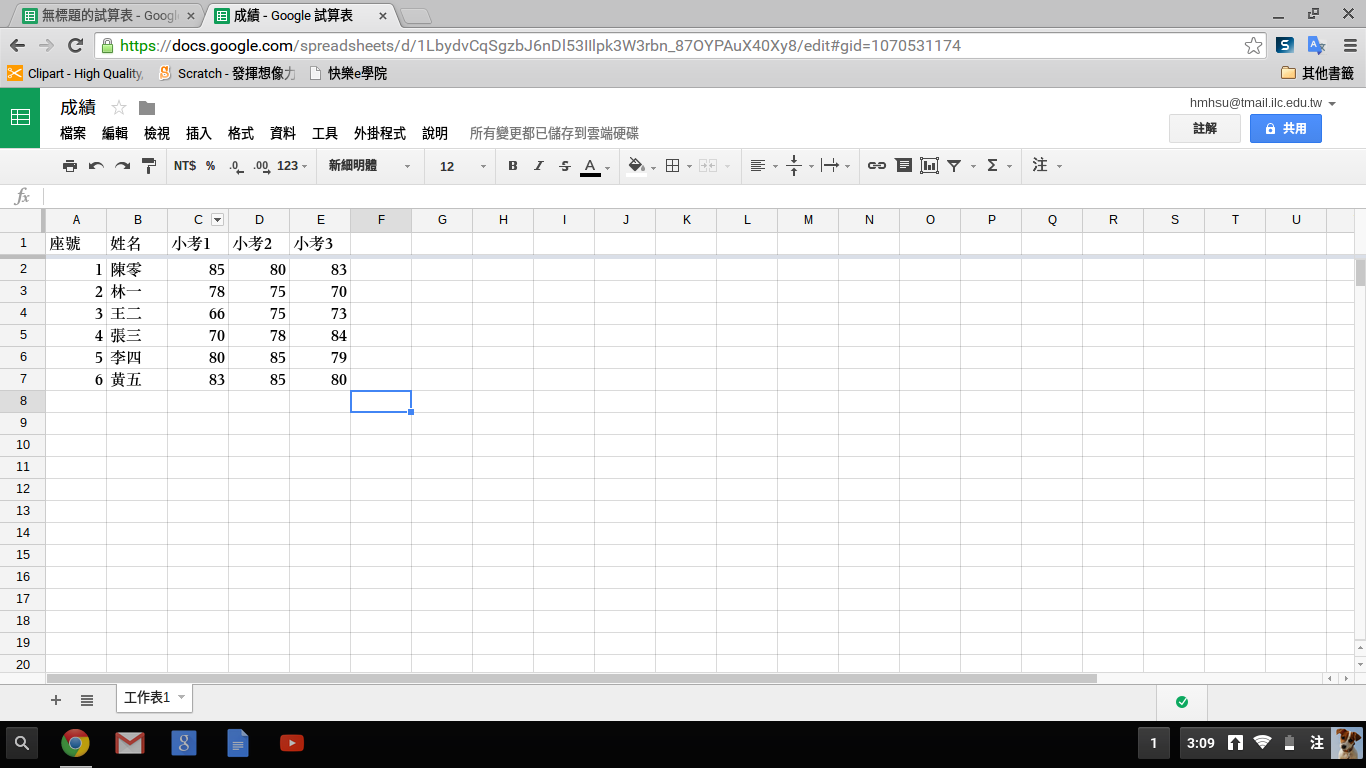 無標題的試算表 - Google
成績 - Google 試算表
https://docs.google.com/spreadsheets/d/1LbydvCqSgzbJ6nDl53IIlpk3W3rbn_87OYPAuX40Xy8/edit#gid=1070531174
Clipart - High Quality, Scratch - 發揮想像力 快樂e學院 其他書籤
成績 hmhsu@tmail.ilc.edu.tw
檔案 編輯 檢視 插入 格式 資料 工具 外掛程式 說明 所有變更都已儲存到雲端硬碟 註解 共用
NT$ % .0 .00 123 新細明體 12 B I S A Σ 注
fx
A B C D E F G H I J K L M N O P Q R S T U
1 座號 姓名 小考1 小考2 小考3
2 1 陳零 85 80 83
3 2 林一 78 75 70
4 3 王二 66 75 73
5 4 張三 70 78 84
6 5 李四 80 85 79
7 6 黃五 83 85 80
8
9
10
11
12
13
14
15
16
17
18
19
20
工作表1
1 3:09 注